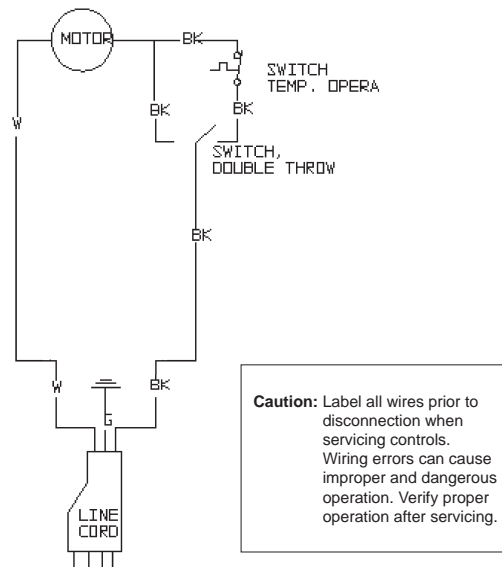 MOTOR
BK
SWITCH
TEMP. OPERA
BK
BK
W
SWITCH,
DOUBLE THROW
BK
W
BK
G
LINE
CORD
Caution: Label all wires prior to
disconnection when
servicing controls.
Wiring errors can cause
improper and dangerous
operation. Verify proper
operation after servicing.